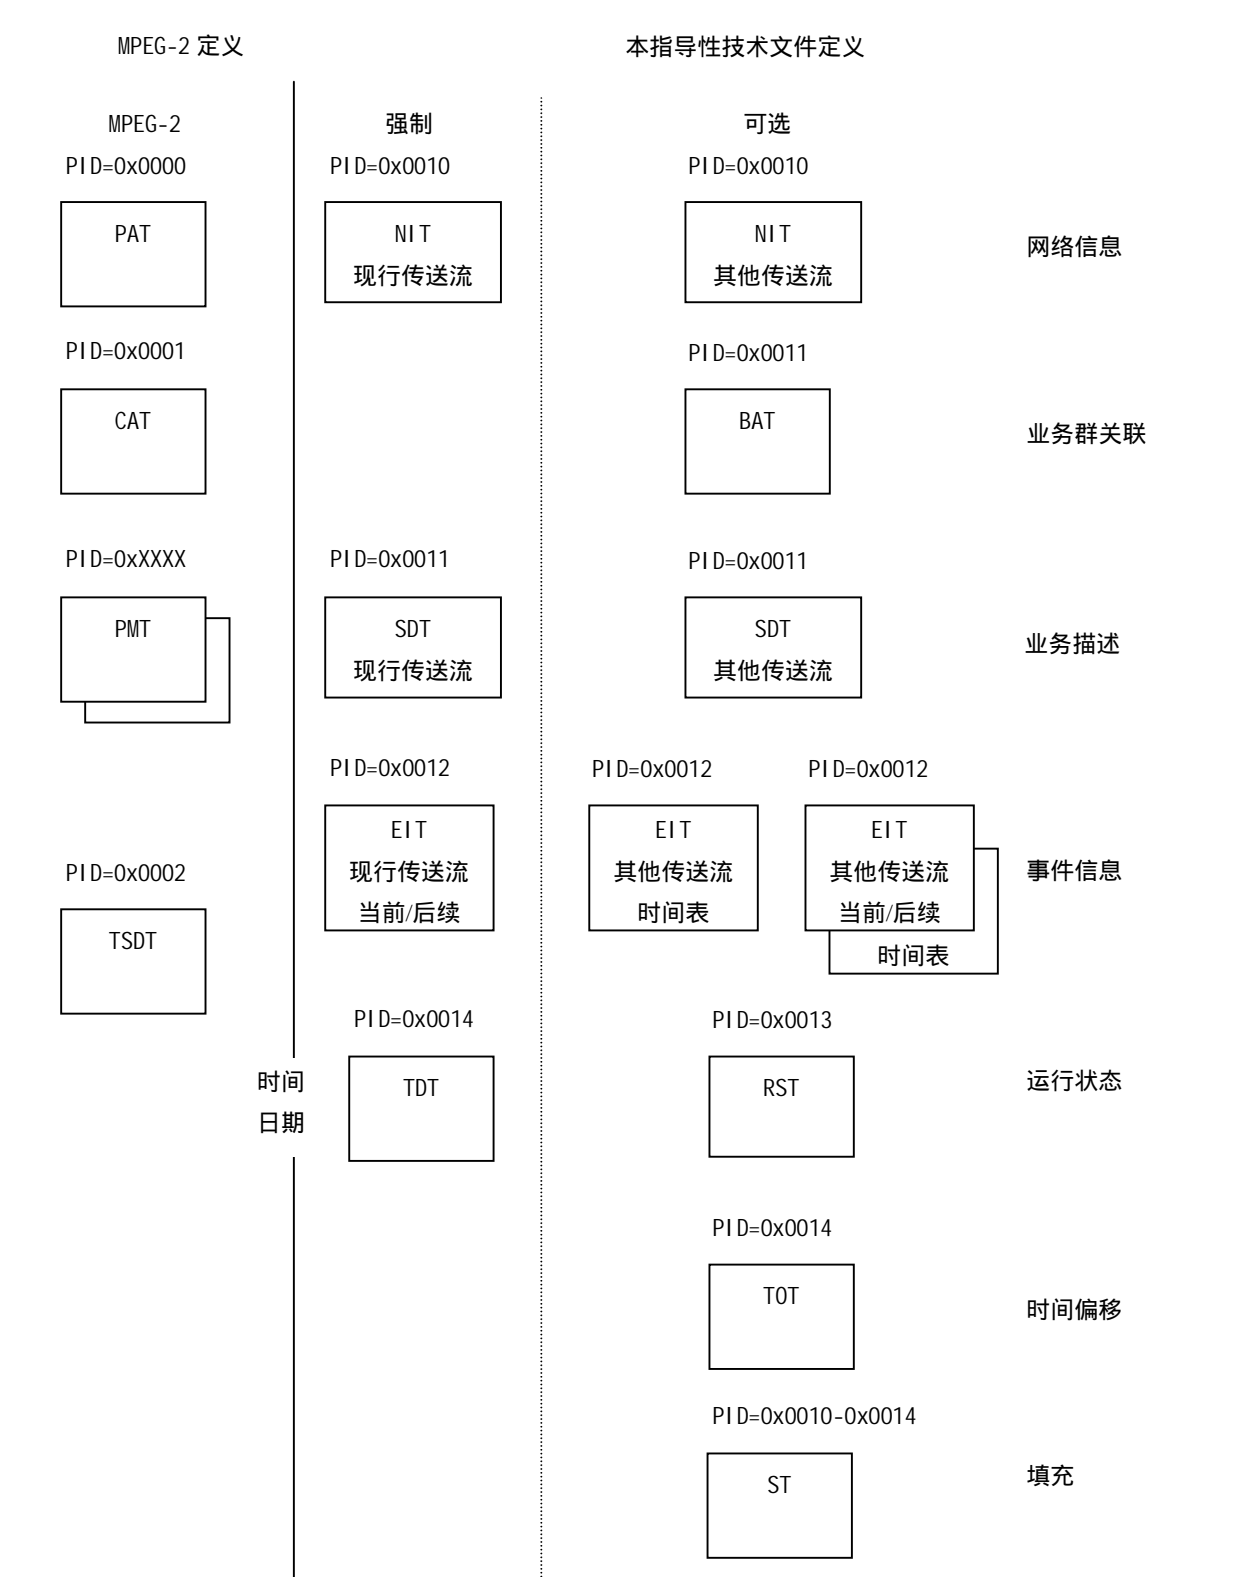 MPEG-2 定义
本指导性技术文件定义
MPEG-2
强制
可选
PID=0x0000
PID=0x0010
PID=0x0010
PAT
NIT
现行传送流
NIT
其他传送流
网络信息
PID=0x0001
PID=0x0011
CAT
BAT
业务群关联
PID=0xXXXX
PID=0x0011
PID=0x0011
PMT
SDT
现行传送流
SDT
其他传送流
业务描述
PID=0x0012
PID=0x0012
PID=0x0012
EIT
现行传送流
当前/后续
EIT
其他传送流
时间表
EIT
其他传送流
当前/后续
时间表
事件信息
PID=0x0002
TSDT
PID=0x0014
PID=0x0013
时间
日期
TDT
RST
运行状态
PID=0x0014
TOT
时间偏移
PID=0x0010-0x0014
ST
填充